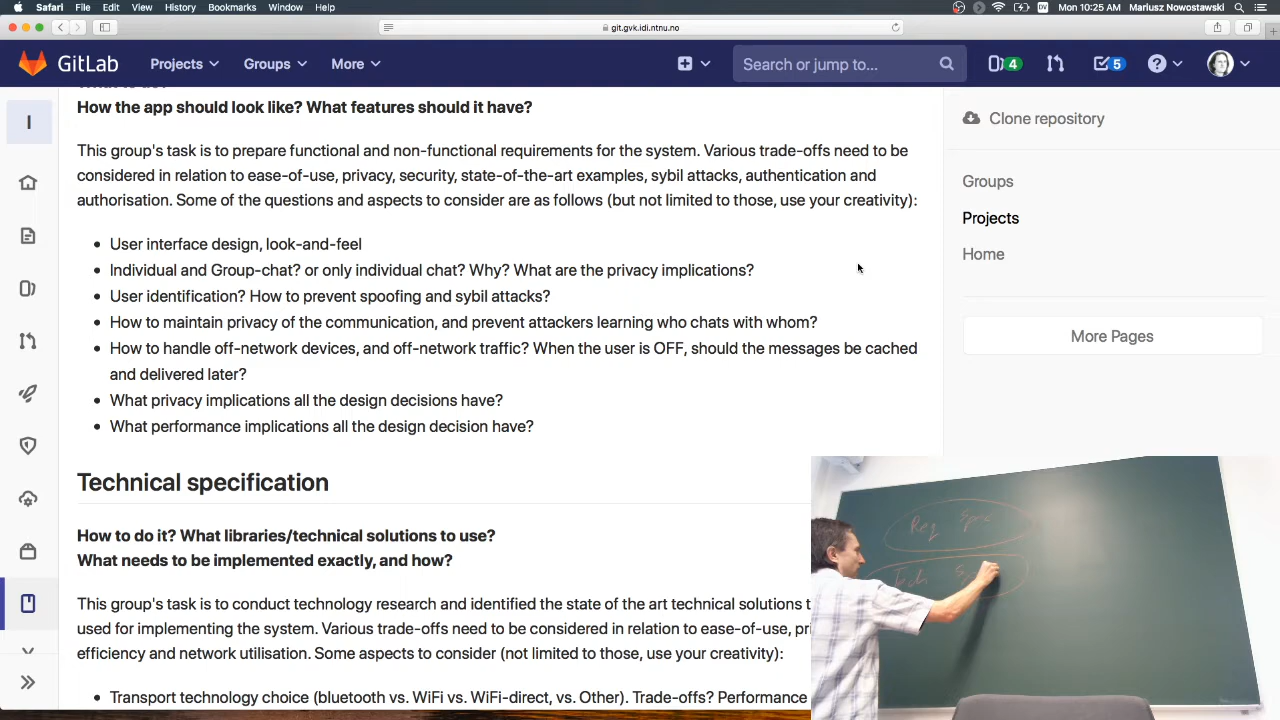 Safari File Edit View History Bookmarks Window Help
DV Mon 10:25 AM Mariusz Nowostawski
git.gvk.idi.ntnu.no
GitLab Projects Groups More Search or jump to... 4 5
I
How the app should look like? What features should it have?
This group's task is to prepare functional and non-functional requirements for the system. Various trade-offs need to be
considered in relation to ease-of-use, privacy, security, state-of-the-art examples, sybil attacks, authentication and
authorisation. Some of the questions and aspects to consider are as follows (but not limited to those, use your creativity):
• User interface design, look-and-feel
• Individual and Group-chat? or only individual chat? Why? What are the privacy implications?
• User identification? How to prevent spoofing and sybil attacks?
• How to maintain privacy of the communication, and prevent attackers learning who chats with whom?
• How to handle off-network devices, and off-network traffic? When the user is OFF, should the messages be cached
and delivered later?
• What privacy implications all the design decisions have?
• What performance implications all the design decision have?
Technical specification
How to do it? What libraries/technical solutions to use?
What needs to be implemented exactly, and how?
This group's task is to conduct technology research and identified the state of the art technical solutions
used for implementing the system. Various trade-offs need to be considered in relation to ease-of-use,
efficiency and network utilisation. Some aspects to consider (not limited to those, use your creativity):
• Transport technology choice (bluetooth vs. WiFi vs. WiFi-direct, vs. Other). Trade-offs? Performance
Clone repository
Groups
Projects
Home
More Pages
Req Spec
Tech S